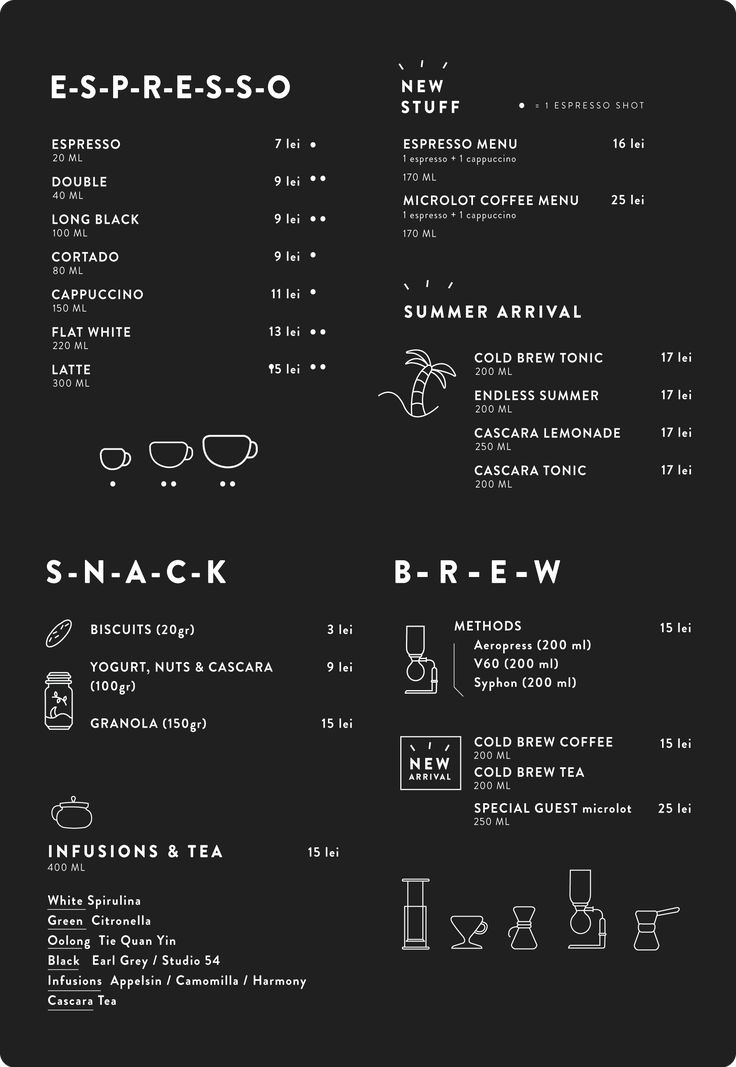 E-S-P-R-E-S-S-O
ESPRESSO 7 lei
20 ML
DOUBLE 9 lei
40 ML
LONG BLACK 9 lei
100 ML
CORTADO 9 lei
80 ML
CAPPUCCINO 11 lei
150 ML
FLAT WHITE 13 lei
220 ML
LATTE 15 lei
300 ML
NEW
STUFF
= 1 ESPRESSO SHOT
ESPRESSO MENU 16 lei
1 espresso + 1 cappuccino
170 ML
MICROLOT COFFEE MENU 25 lei
1 espresso + 1 cappuccino
170 ML
SUMMER ARRIVAL
COLD BREW TONIC 17 lei
200 ML
ENDLESS SUMMER 17 lei
200 ML
CASCARA LEMONADE 17 lei
250 ML
CASCARA TONIC 17 lei
200 ML
S-N-A-C-K
BISCUITS (20gr) 3 lei
YOGURT, NUTS & CASCARA 9 lei
(100gr)
GRANOLA (150gr) 15 lei
INFUSIONS & TEA 15 lei
400 ML
White Spirulina
Green Citronella
Oolong Tie Quan Yin
Black Earl Grey / Studio 54
Infusions Appelsin / Camomilla / Harmony
Cascara Tea
B-R-E-W
METHODS 15 lei
Aeropress (200 ml)
V60 (200 ml)
Syphon (200 ml)
NEW
ARRIVAL
COLD BREW COFFEE 15 lei
200 ML
COLD BREW TEA
200 ML
SPECIAL GUEST microlot 25 lei
250 ML